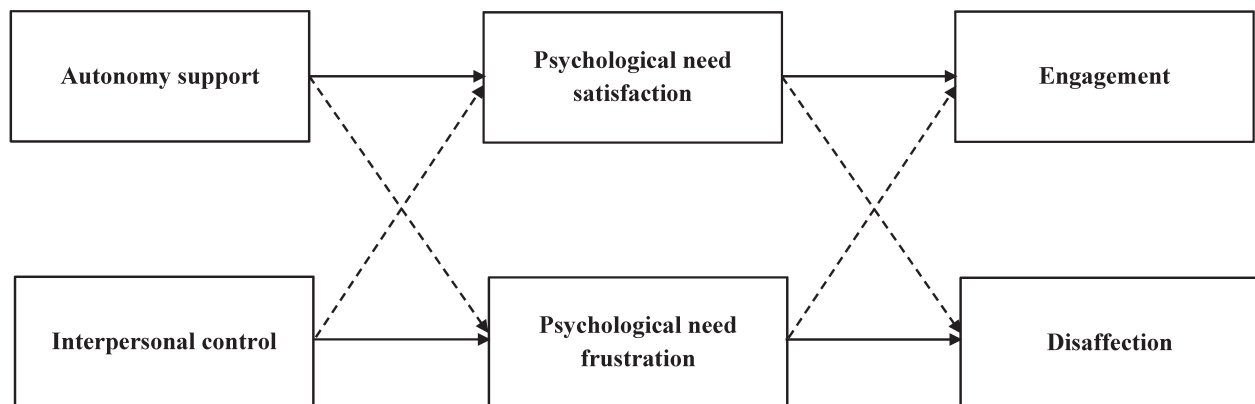 Autonomy support
Psychological need
satisfaction
Engagement
Interpersonal control
Psychological need
frustration
Disaffection